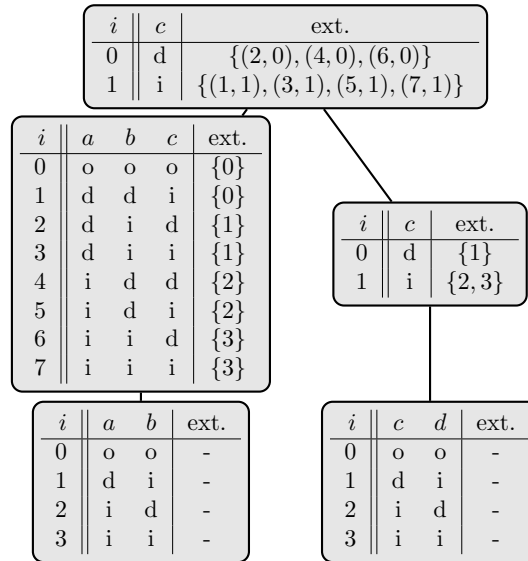 i c ext.
0 d {(2, 0), (4, 0), (6, 0)}
1 i {(1, 1), (3, 1), (5, 1), (7, 1)}
i a b c ext.
0 o o o {0}
1 d d i {0}
2 d i d {1}
3 d i i {1}
4 i d d {2}
5 i d i {2}
6 i i d {3}
7 i i i {3}
i c ext.
0 d {1}
1 i {2, 3}
i a b ext.
0 o o -
1 d i -
2 i d -
3 i i -
i c d ext.
0 o o -
1 d i -
2 i d -
3 i i -